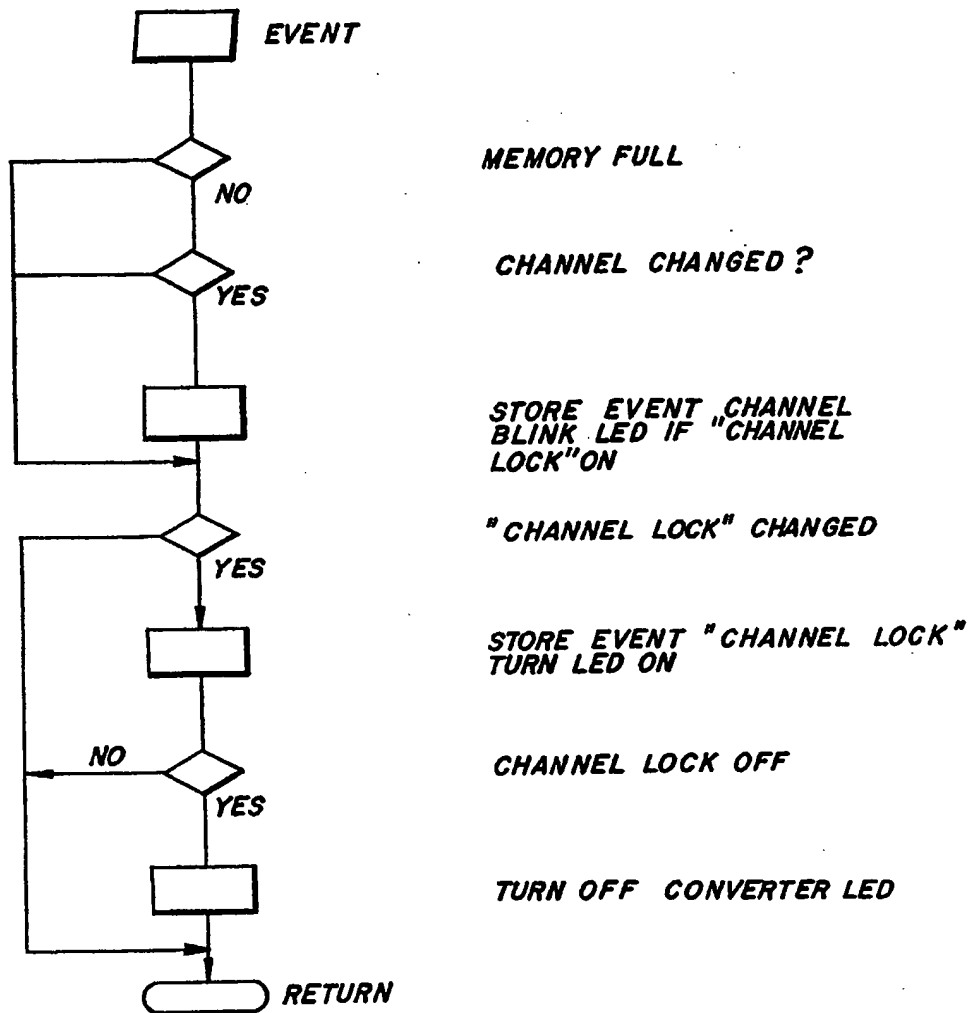 EVENT
MEMORY FULL
NO
CHANNEL CHANGED?
YES
STORE EVENT CHANNEL
BLINK LED IF "CHANNEL
LOCK" ON
"CHANNEL LOCK" CHANGED
YES
STORE EVENT "CHANNEL LOCK"
TURN LED ON
NO
CHANNEL LOCK OFF
YES
TURN OFF CONVERTER LED
RETURN